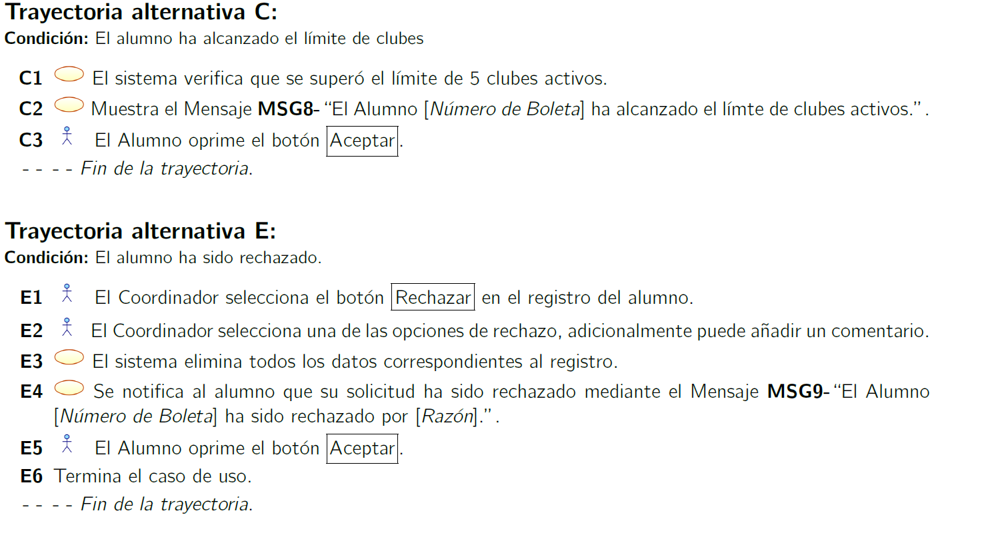 Trayectoria alternativa C:
Condición: El alumno ha alcanzado el límite de clubes
C1 El sistema verifica que se superó el límite de 5 clubes activos.
C2 Muestra el Mensaje MSG8- “El Alumno [Número de Boleta] ha alcanzado el límte de clubes activos.” .
C3 El Alumno oprime el botón Aceptar.
- - - - Fin de la trayectoria.
Trayectoria alternativa E:
Condición: El alumno ha sido rechazado.
E1 El Coordinador selecciona el botón Rechazar en el registro del alumno.
E2 El Coordinador selecciona una de las opciones de rechazo, adicionalmente puede añadir un comentario.
E3 El sistema elimina todos los datos correspondientes al registro.
E4 Se notifica al alumno que su solicitud ha sido rechazado mediante el Mensaje MSG9- “El Alumno
[Número de Boleta] ha sido rechazado por [Razón].” .
E5 El Alumno oprime el botón Aceptar.
E6 Termina el caso de uso.
- - - - Fin de la trayectoria.